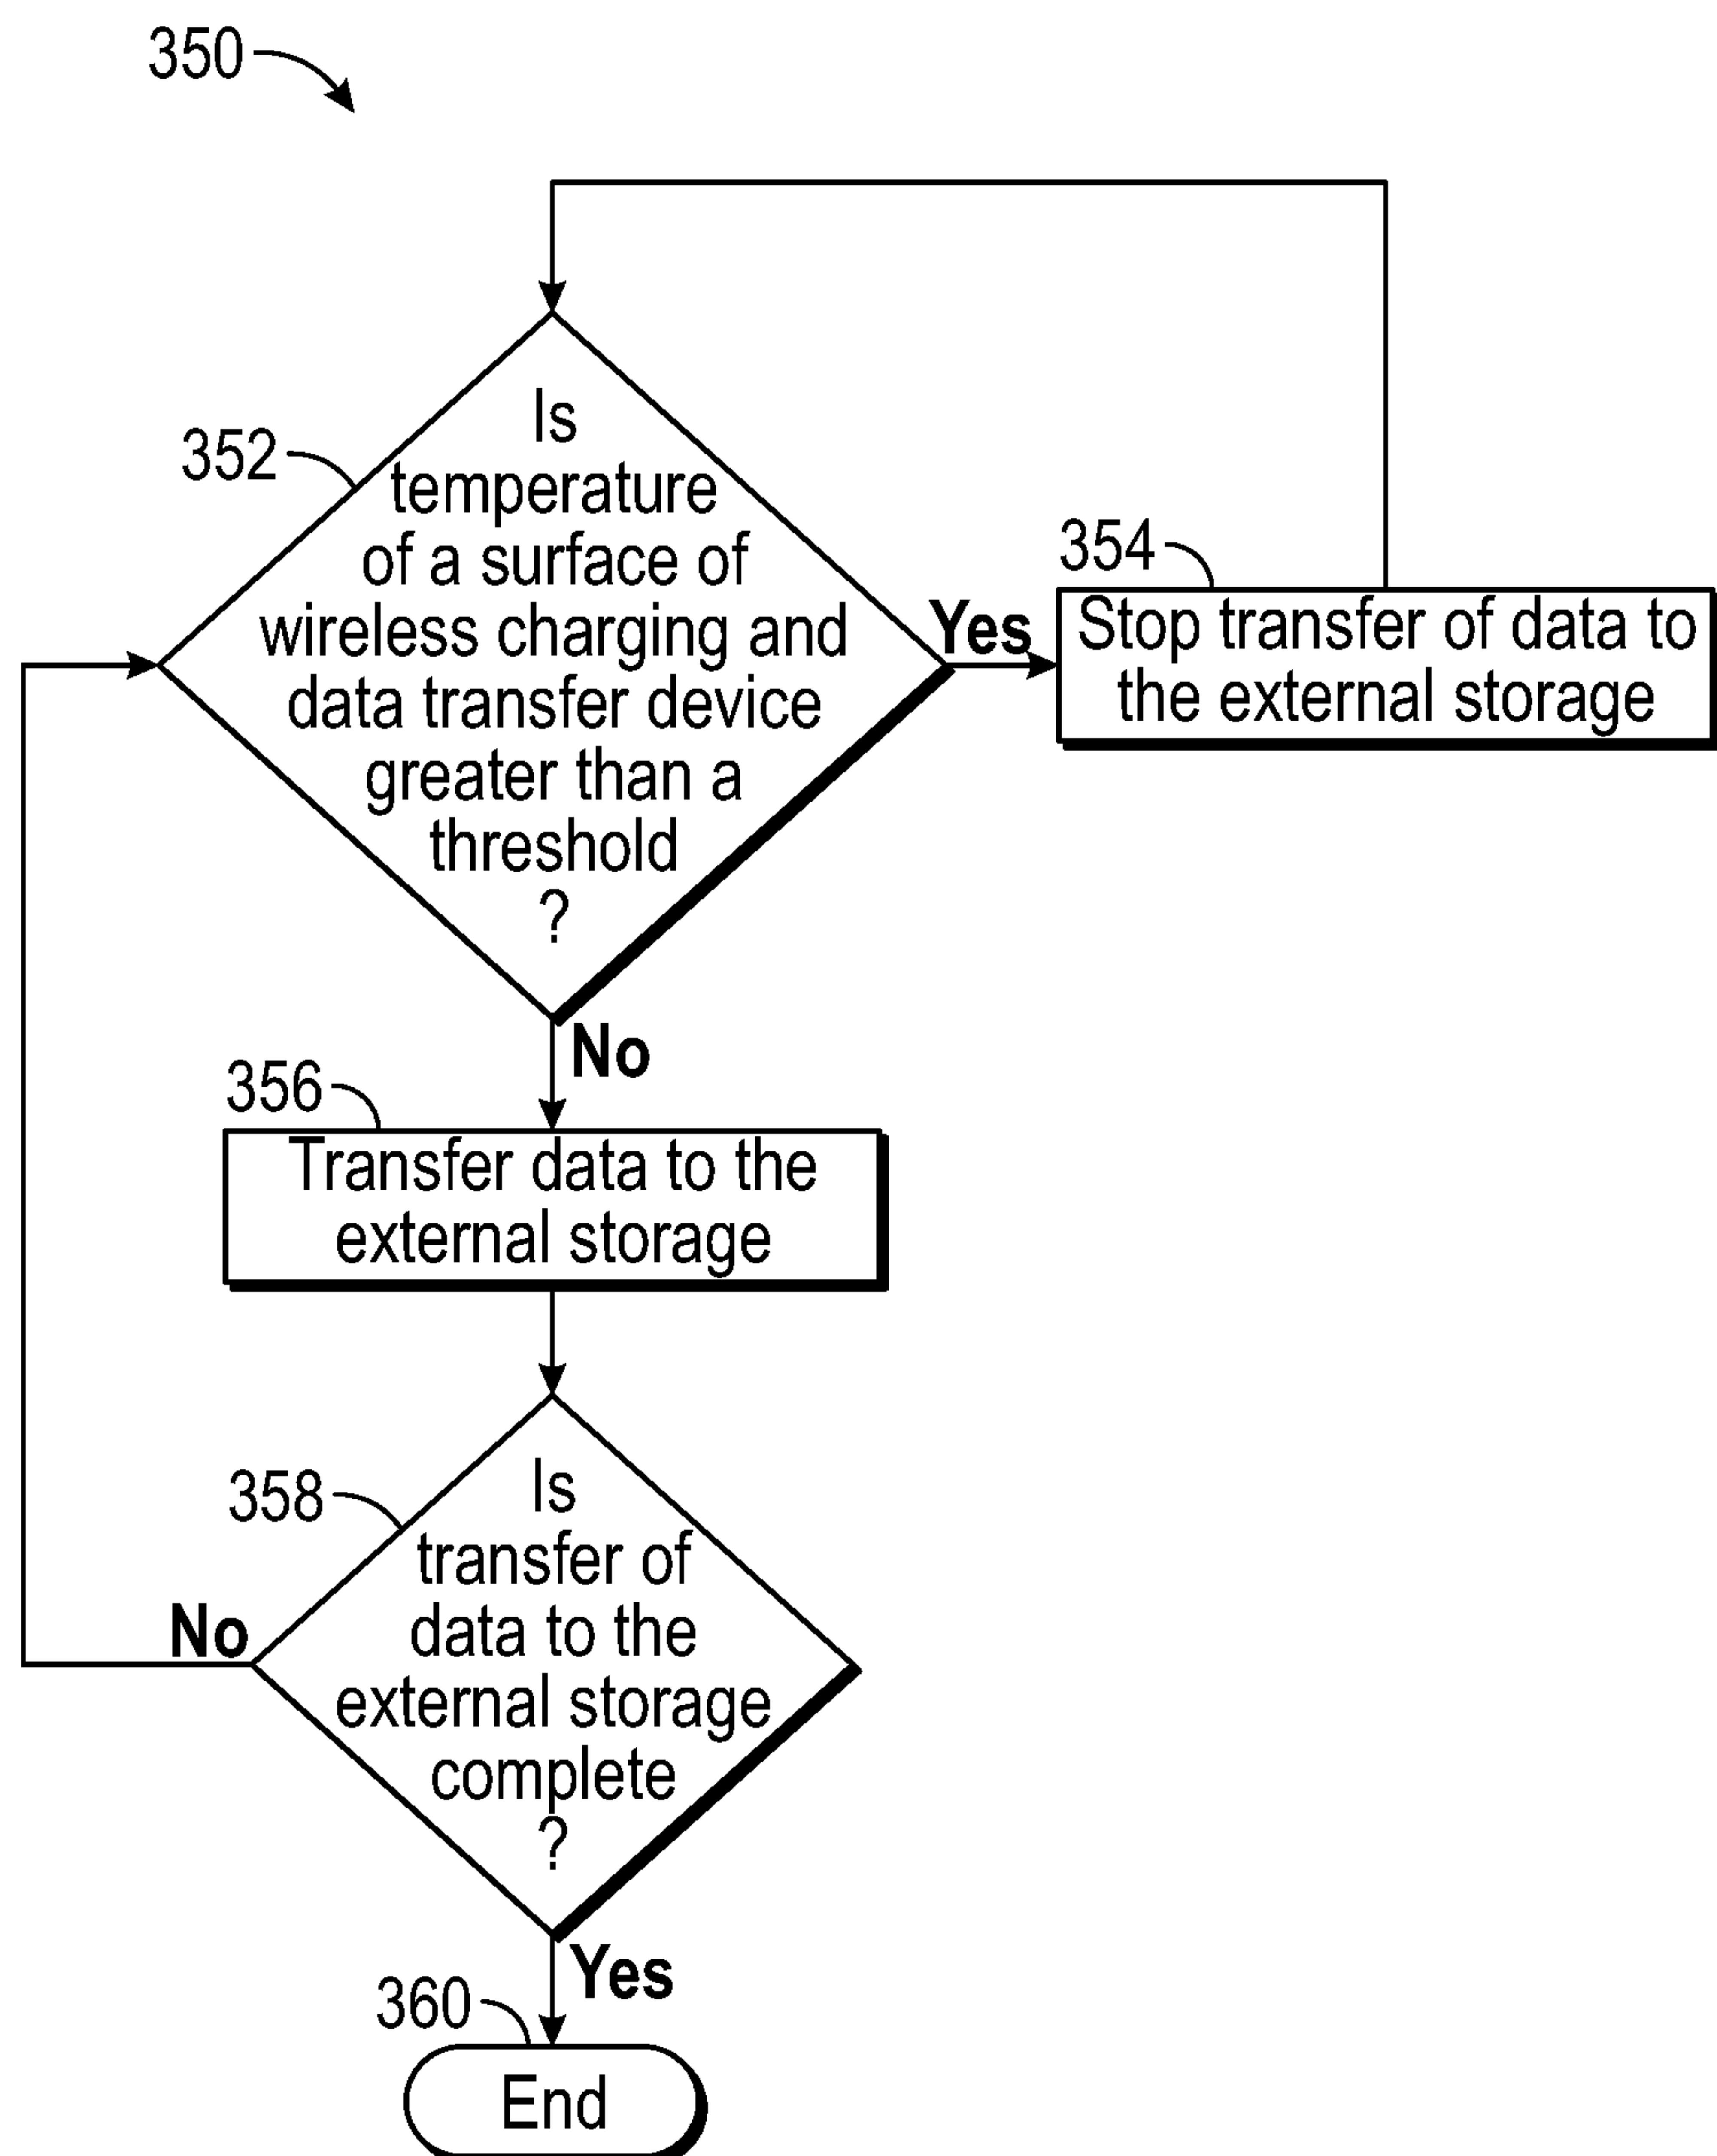 350
352
Is
temperature
of a surface of
wireless charging and
data transfer device
greater than a
threshold
?
Yes
354
Stop transfer of data to
the external storage
No
356
Transfer data to the
external storage
358
Is
transfer of
data to the
external storage
complete
?
No
Yes
360
End